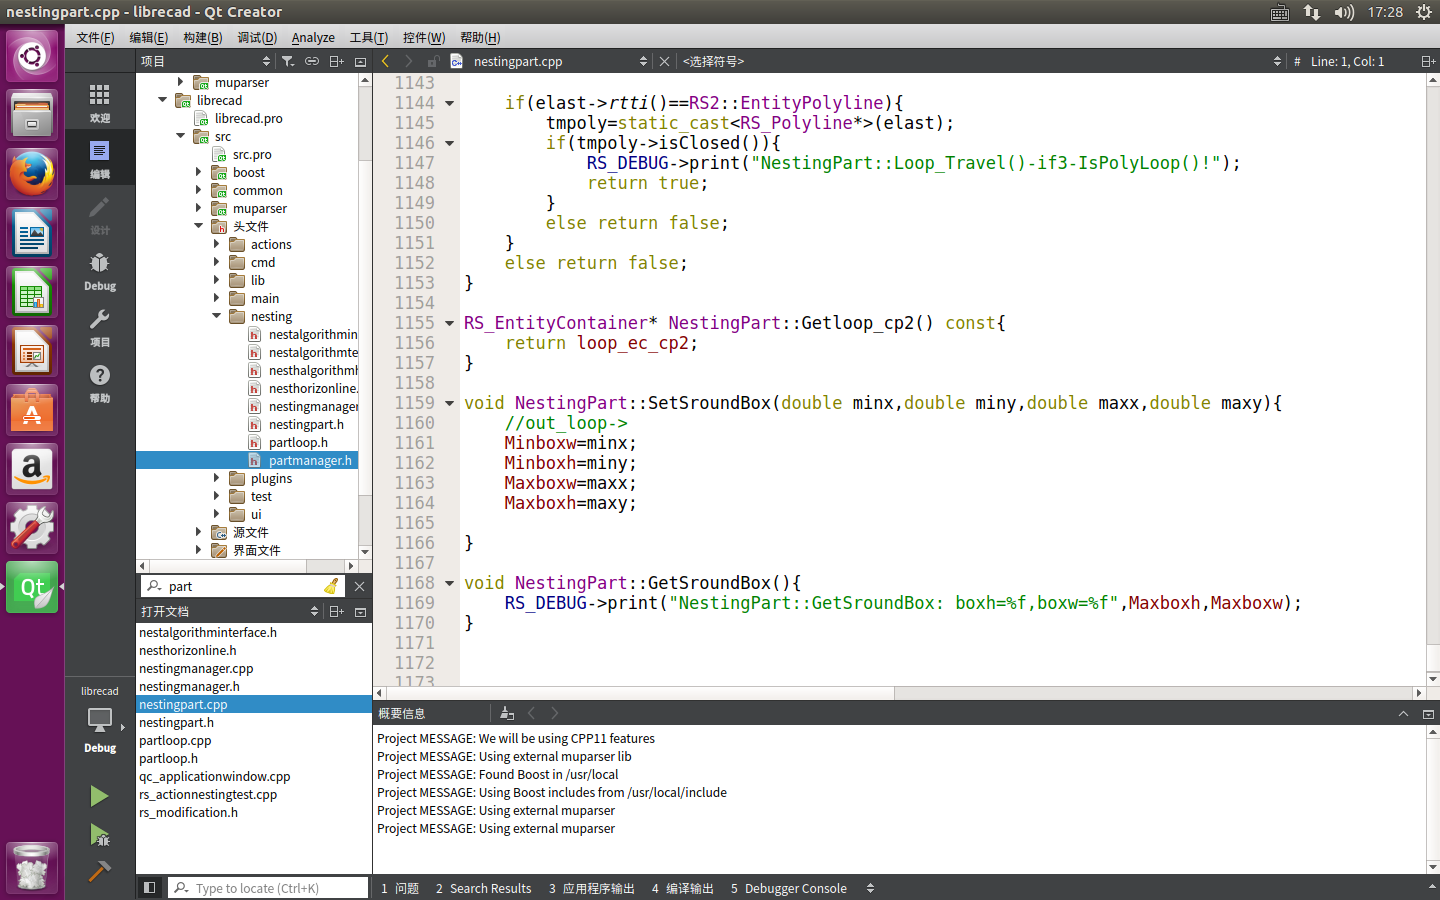 nestingpart.cpp - librecad - Qt Creator
17:28
文件(F) 编辑(E) 构建(B) 调试(D) Analyze 工具(T) 控件(W) 帮助(H)
项目
nestingpart.cpp
<选择符号>
# Line: 1, Col: 1
欢迎
编辑
设计
Debug
项目
帮助
librecad
Debug
muparser
librecad
librecad.pro
src
src.pro
boost
common
muparser
头文件
actions
cmd
lib
main
nesting
nestalgorithmin
nestalgorithmte
nesthalgorithmh
nesthorizonline.
nestingmanager
nestingpart.h
partloop.h
partmanager.h
plugins
test
ui
源文件
界面文件
part
打开文档
nestalgorithminterface.h
nesthorizonline.h
nestingmanager.cpp
nestingmanager.h
nestingpart.cpp
nestingpart.h
partloop.cpp
partloop.h
qc_applicationwindow.cpp
rs_actionnestingtest.cpp
rs_modification.h
1143
1144 if(elast->rtti()==RS2::EntityPolyline){
1145 tmpoly=static_cast<RS_Polyline*>(elast);
1146 if(tmpoly->isClosed()){
1147 RS_DEBUG->print("NestingPart::Loop_Travel()-if3-IsPolyLoop()!");
1148 return true;
1149 }
1150 else return false;
1151 }
1152 else return false;
1153 }
1154
1155 RS_EntityContainer* NestingPart::Getloop_cp2() const{
1156 return loop_ec_cp2;
1157 }
1158
1159 void NestingPart::SetSroundBox(double minx,double miny,double maxx,double maxy){
1160 //out_loop->
1161 Minboxw=minx;
1162 Minboxh=miny;
1163 Maxboxw=maxx;
1164 Maxboxh=maxy;
1165
1166 }
1167
1168 void NestingPart::GetSroundBox(){
1169 RS_DEBUG->print("NestingPart::GetSroundBox: boxh=%f,boxw=%f",Maxboxh,Maxboxw);
1170 }
1171
1172
1173
概要信息
Project MESSAGE: We will be using CPP11 features
Project MESSAGE: Using external muparser lib
Project MESSAGE: Found Boost in /usr/local
Project MESSAGE: Using Boost includes from /usr/local/include
Project MESSAGE: Using external muparser
Project MESSAGE: Using external muparser
Type to locate (Ctrl+K)
1 问题 2 Search Results 3 应用程序输出 4 编译输出 5 Debugger Console